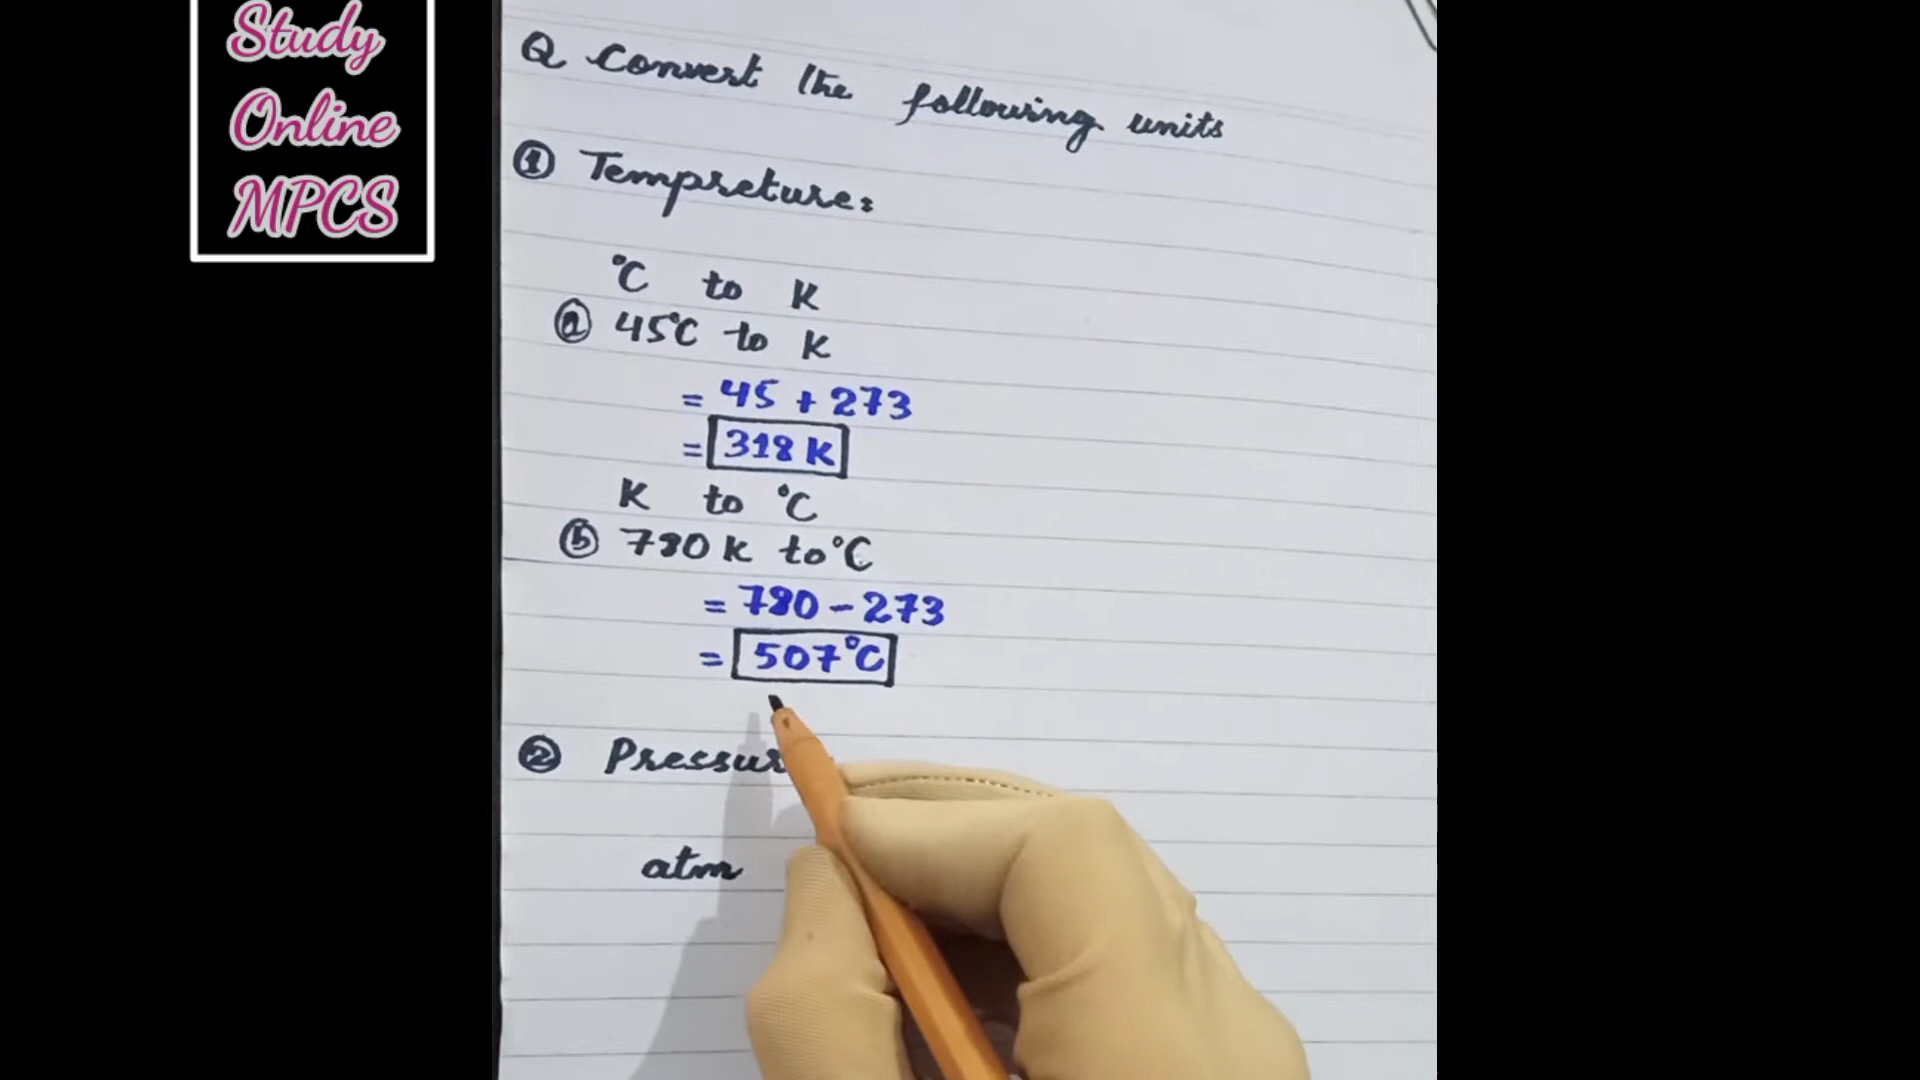 Study
Online
MPCS
Q Convert the following units
① Tempreture:
°C to K
ⓐ 45°C to K
= 45 + 273
= 318 K
K to °C
ⓑ 780 K to °C
= 780 - 273
= 507°C
② Pressur
atm